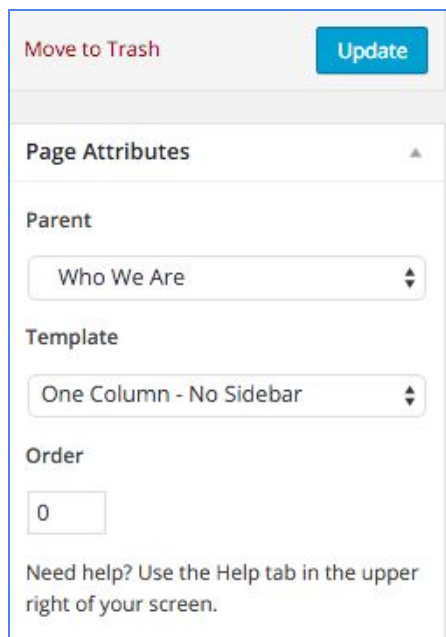 Move to Trash Update
Page Attributes
Parent
Who We Are
Template
One Column - No Sidebar
Order
0
Need help? Use the Help tab in the upper
right of your screen.